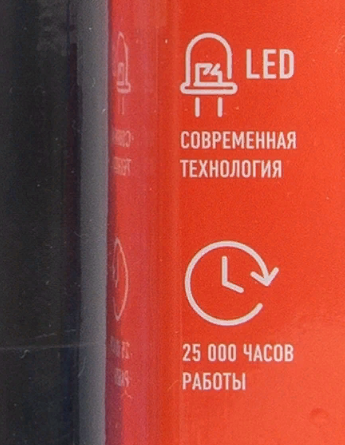 LED
СОВРЕМЕННАЯ
ТЕХНОЛОГИЯ
25 000 ЧАСОВ
РАБОТЫ